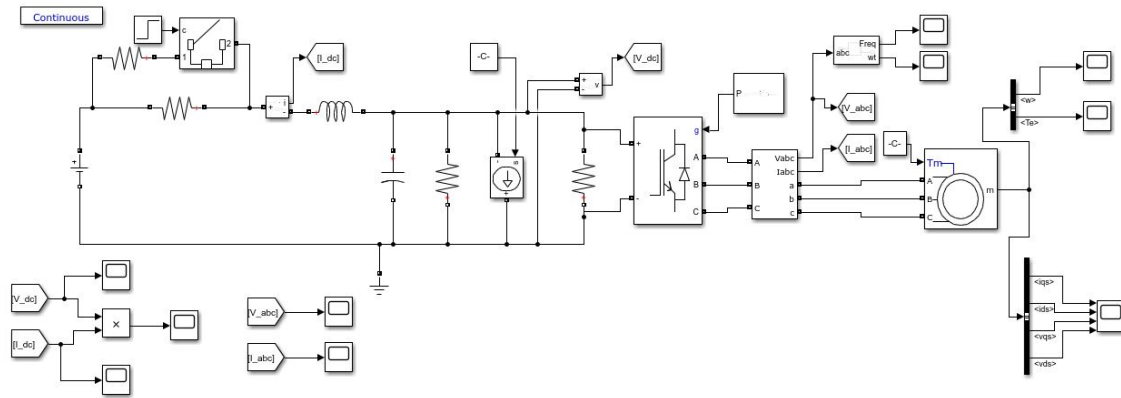 Continuous
c
1
2
[I_dc]
+
i
-
-C-
[V_dc]
+
-
v
P
abc
Freq
wt
[V_abc]
[I_abc]
-C-
<w>
<Te>
+
s
-
+
g
+
-
A
B
C
A
B
C
Vabc
Iabc
a
b
c
Tm
A
B
C
m
[V_dc]
×
[I_dc]
[V_abc]
[I_abc]
<iqs>
<ids>
<vqs>
<vds>